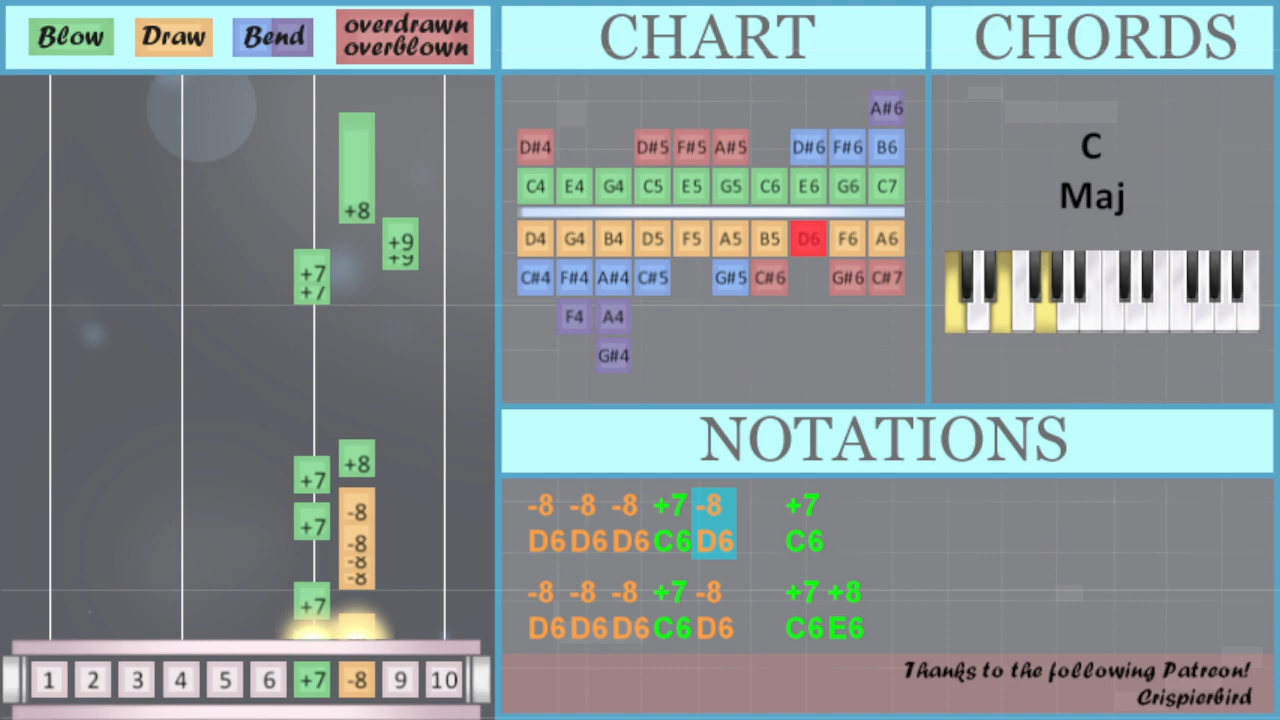 Blow Draw Bend overdrawn
overblown
CHART
CHORDS
+8
+9
+9
+7
+7
+8
+7
-8
+7
-8
-8
-8
+7
1 2 3 4 5 6 +7 -8 9 10
A#6
D#4 D#5 F#5 A#5 D#6 F#6 B6
C4 E4 G4 C5 E5 G5 C6 E6 G6 C7
D4 G4 B4 D5 F5 A5 B5 D6 F6 A6
C#4 F#4 A#4 C#5 G#5 C#6 G#6 C#7
F4 A4
G#4
C
Maj
NOTATIONS
-8 -8 -8 +7 -8 +7
D6 D6 D6 C6 D6 C6
-8 -8 -8 +7 -8 +7 +8
D6 D6 D6 C6 D6 C6 E6
Thanks to the following Patreon!
Crispierbird